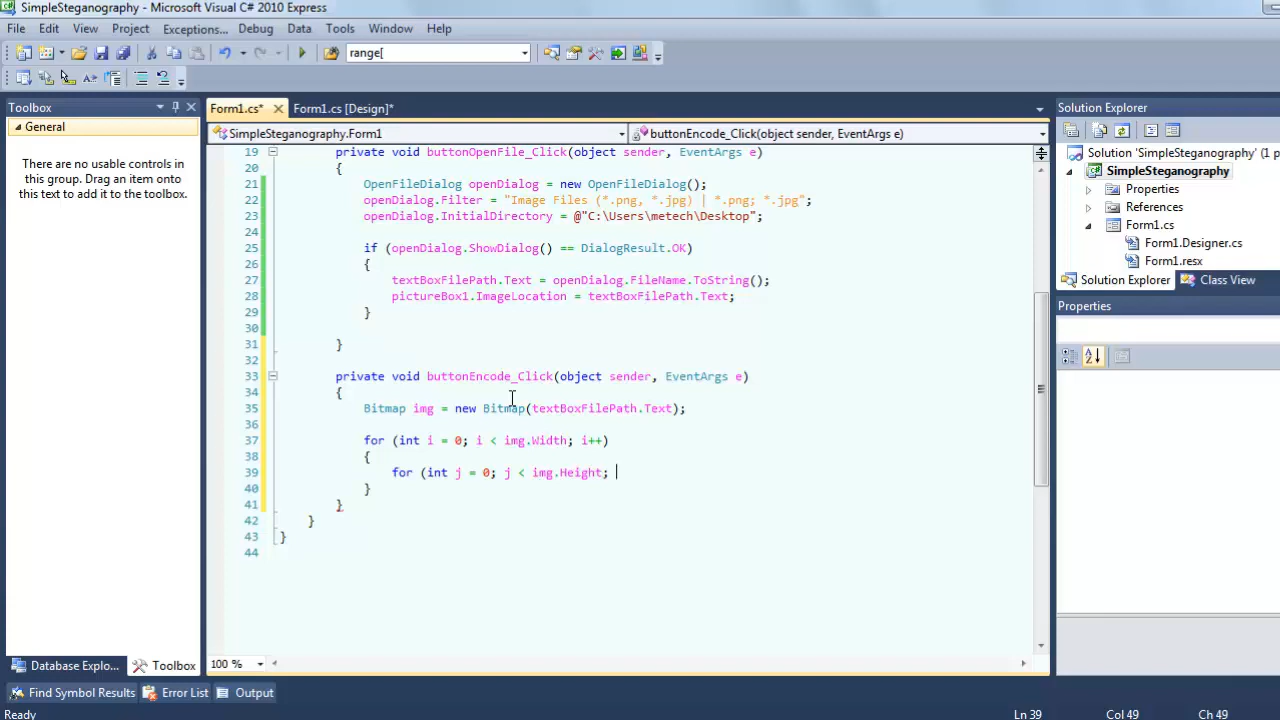 SimpleSteganography - Microsoft Visual C# 2010 Express
File Edit View Project Exceptions... Debug Data Tools Window Help
range[
Toolbox
General
There are no usable controls in
this group. Drag an item onto
this text to add it to the toolbox.
Database Explo... Toolbox
Form1.cs* Form1.cs [Design]*
SimpleSteganography.Form1 buttonEncode_Click(object sender, EventArgs e)
19 private void buttonOpenFile_Click(object sender, EventArgs e)
20 {
21 OpenFileDialog openDialog = new OpenFileDialog();
22 openDialog.Filter = "Image Files (*.png, *.jpg) | *.png; *.jpg";
23 openDialog.InitialDirectory = @"C:\Users\metech\Desktop";
24
25 if (openDialog.ShowDialog() == DialogResult.OK)
26 {
27 textBoxFilePath.Text = openDialog.FileName.ToString();
28 pictureBox1.ImageLocation = textBoxFilePath.Text;
29 }
30
31 }
32
33 private void buttonEncode_Click(object sender, EventArgs e)
34 {
35 Bitmap img = new Bitmap(textBoxFilePath.Text);
36
37 for (int i = 0; i < img.Width; i++)
38 {
39 for (int j = 0; j < img.Height;
40 }
41 }
42 }
43 }
44
100 %
Solution Explorer
Solution 'SimpleSteganography' (1 p
SimpleSteganography
Properties
References
Form1.cs
Form1.Designer.cs
Form1.resx
Solution Explorer Class View
Properties
Find Symbol Results Error List Output
Ready Ln 39 Col 49 Ch 49